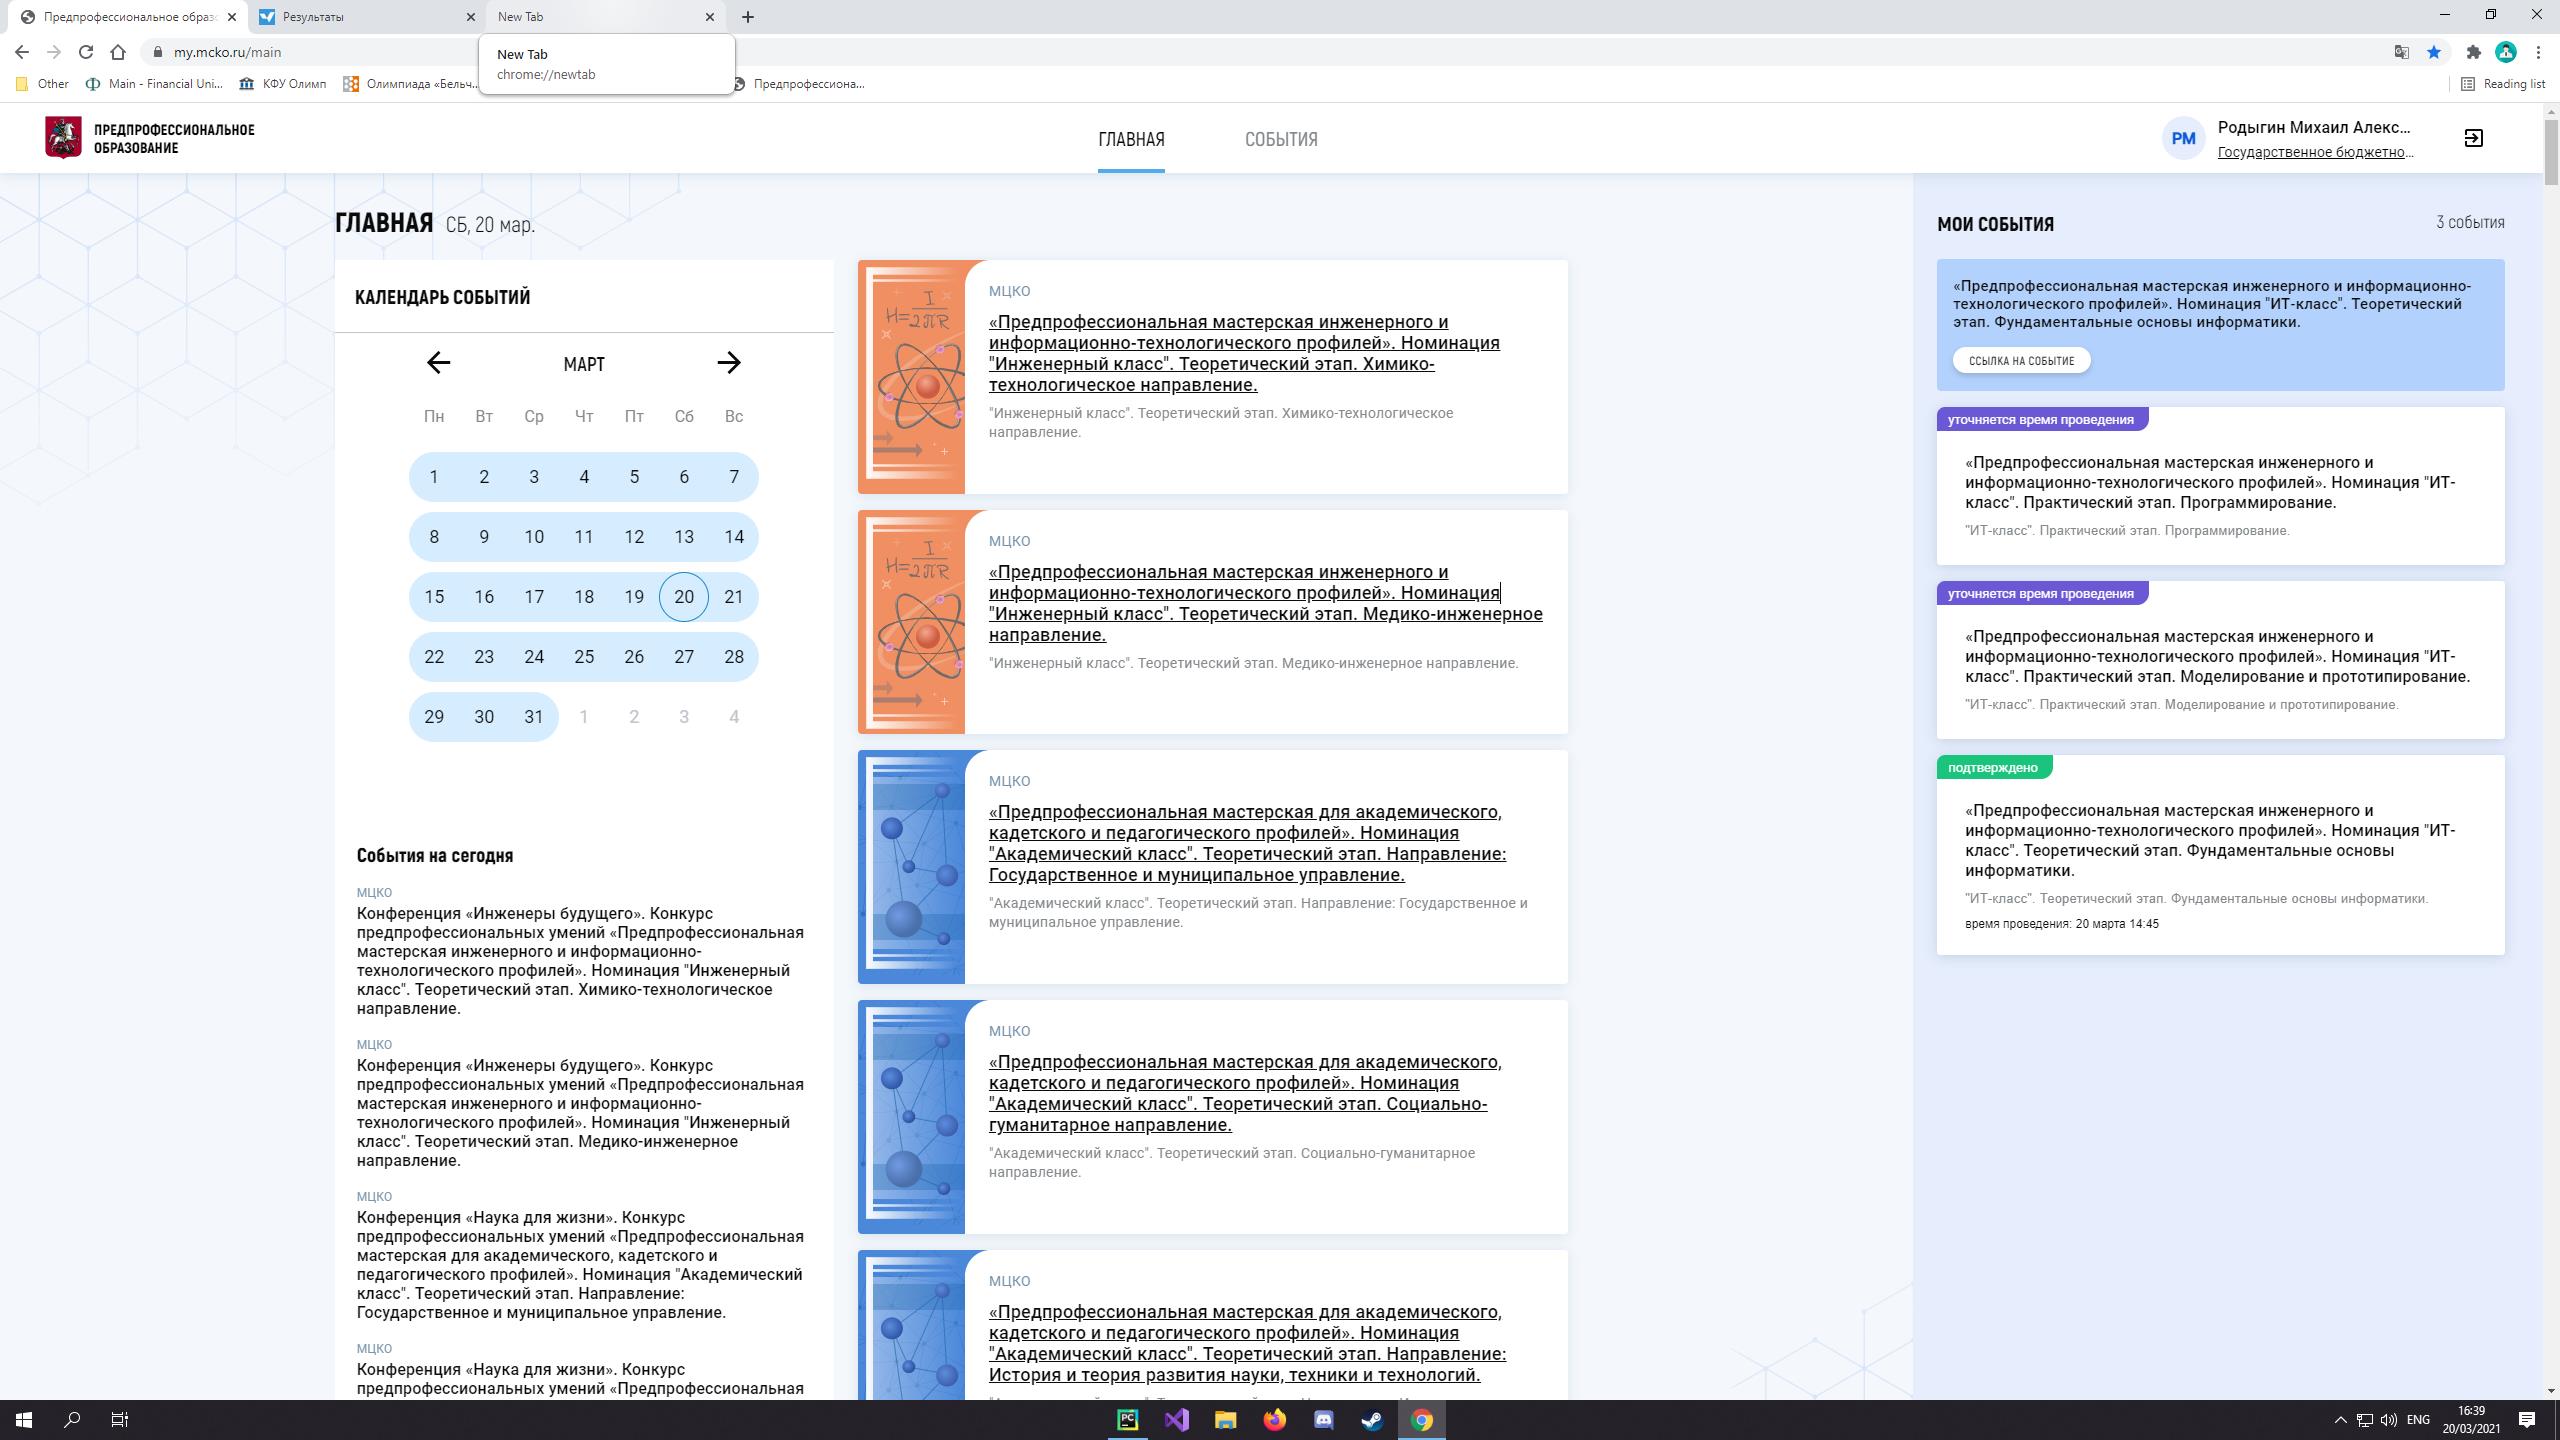 Предпрофессиональное образо
Результаты
New Tab
my.mcko.ru/main
New Tab
chrome://newtab
Other
Main - Financial Uni...
КФУ Олимп
Олимпиада «Бельч...
Предпрофессиона...
Reading list
ПРЕДПРОФЕССИОНАЛЬНОЕ
ОБРАЗОВАНИЕ
ГЛАВНАЯ
СОБЫТИЯ
РМ
Родыгин Михаил Алекс...
Государственное бюджетно...
ГЛАВНАЯ СБ, 20 мар.
КАЛЕНДАРЬ СОБЫТИЙ
МАРТ
Пн Вт Ср Чт Пт Сб Вс
1 2 3 4 5 6 7
8 9 10 11 12 13 14
15 16 17 18 19 20 21
22 23 24 25 26 27 28
29 30 31 1 2 3 4
События на сегодня
МЦКО
Конференция «Инженеры будущего». Конкурс
предпрофессиональных умений «Предпрофессиональная
мастерская инженерного и информационно-
технологического профилей». Номинация "Инженерный
класс". Теоретический этап. Химико-технологическое
направление.
МЦКО
Конференция «Инженеры будущего». Конкурс
предпрофессиональных умений «Предпрофессиональная
мастерская инженерного и информационно-
технологического профилей». Номинация "Инженерный
класс". Теоретический этап. Медико-инженерное
направление.
МЦКО
Конференция «Наука для жизни». Конкурс
предпрофессиональных умений «Предпрофессиональная
мастерская для академического, кадетского и
педагогического профилей». Номинация "Академический
класс". Теоретический этап. Направление:
Государственное и муниципальное управление.
МЦКО
Конференция «Наука для жизни». Конкурс
предпрофессиональных умений «Предпрофессиональная
H= I
2πR
МЦКО
«Предпрофессиональная мастерская инженерного и
информационно-технологического профилей». Номинация
"Инженерный класс". Теоретический этап. Химико-
технологическое направление.
"Инженерный класс". Теоретический этап. Химико-технологическое
направление.
H= I
2πR
МЦКО
«Предпрофессиональная мастерская инженерного и
информационно-технологического профилей». Номинация
"Инженерный класс". Теоретический этап. Медико-инженерное
направление.
"Инженерный класс". Теоретический этап. Медико-инженерное направление.
МЦКО
«Предпрофессиональная мастерская для академического,
кадетского и педагогического профилей». Номинация
"Академический класс". Теоретический этап. Направление:
Государственное и муниципальное управление.
"Академический класс". Теоретический этап. Направление: Государственное и
муниципальное управление.
МЦКО
«Предпрофессиональная мастерская для академического,
кадетского и педагогического профилей». Номинация
"Академический класс". Теоретический этап. Социально-
гуманитарное направление.
"Академический класс". Теоретический этап. Социально-гуманитарное
направление.
МЦКО
«Предпрофессиональная мастерская для академического,
кадетского и педагогического профилей». Номинация
"Академический класс". Теоретический этап. Направление:
История и теория развития науки, техники и технологий.
МОИ СОБЫТИЯ
3 события
«Предпрофессиональная мастерская инженерного и информационно-
технологического профилей». Номинация "ИТ-класс". Теоретический
этап. Фундаментальные основы информатики.
ССЫЛКА НА СОБЫТИЕ
уточняется время проведения
«Предпрофессиональная мастерская инженерного и
информационно-технологического профилей». Номинация "ИТ-
класс". Практический этап. Программирование.
"ИТ-класс". Практический этап. Программирование.
уточняется время проведения
«Предпрофессиональная мастерская инженерного и
информационно-технологического профилей». Номинация "ИТ-
класс". Практический этап. Моделирование и прототипирование.
"ИТ-класс". Практический этап. Моделирование и прототипирование.
подтверждено
«Предпрофессиональная мастерская инженерного и
информационно-технологического профилей». Номинация "ИТ-
класс". Теоретический этап. Фундаментальные основы
информатики.
"ИТ-класс". Теоретический этап. Фундаментальные основы информатики.
время проведения: 20 марта 14:45
PC
ENG
16:39
20/03/2021